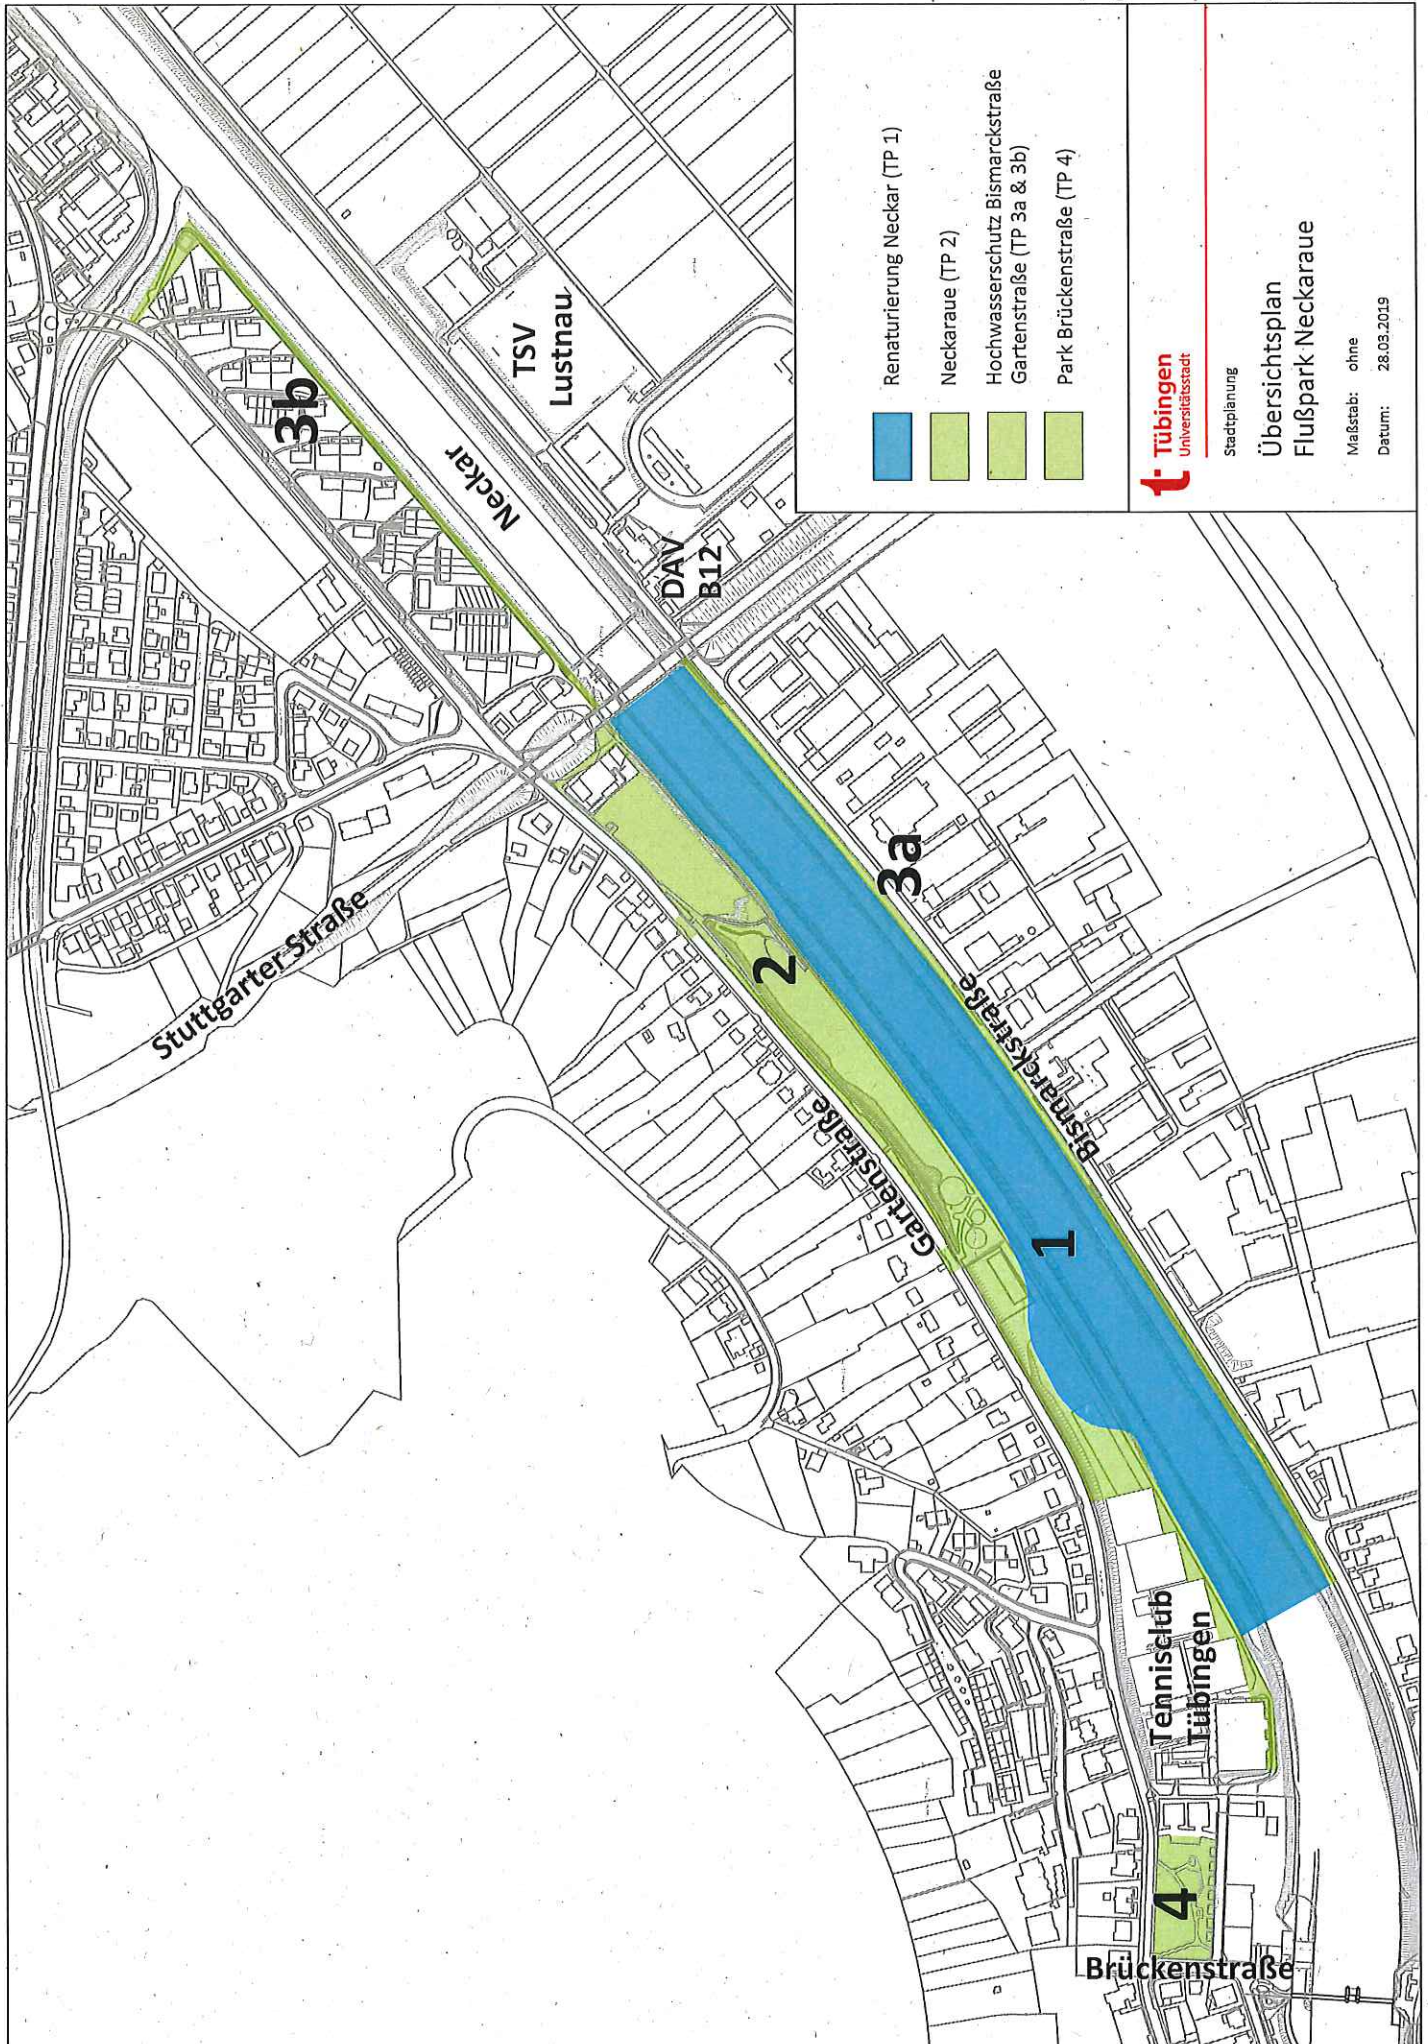 3b
TSV
Lustnau
Neckar
DAV
B12
Stuttgarter Straße
2
3a
Gartenstraße
Bismarckstraße
1
Tennisclub
Tübingen
4
Brückenstraße
Renaturierung Neckar (TP 1)
Neckaraue (TP 2)
Hochwasserschutz Bismarckstraße
Gartenstraße (TP 3a & 3b)
Park Brückenstraße (TP 4)
t Tübingen
Universitätsstadt
Stadtplanung
Übersichtsplan
Flußpark Neckaraue
Maßstab: ohne
Datum: 28.03.2019